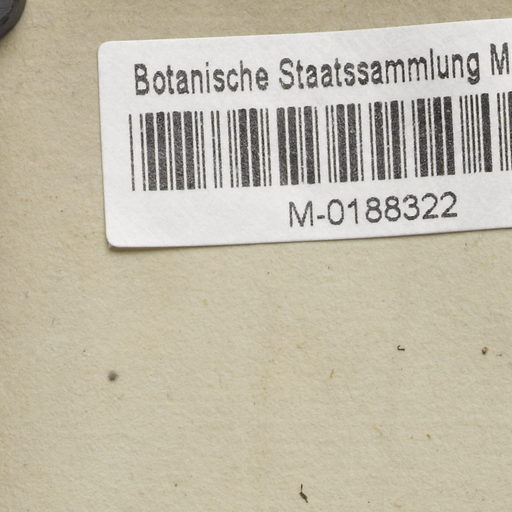 Botanische Staatssammlung M
M-0188322